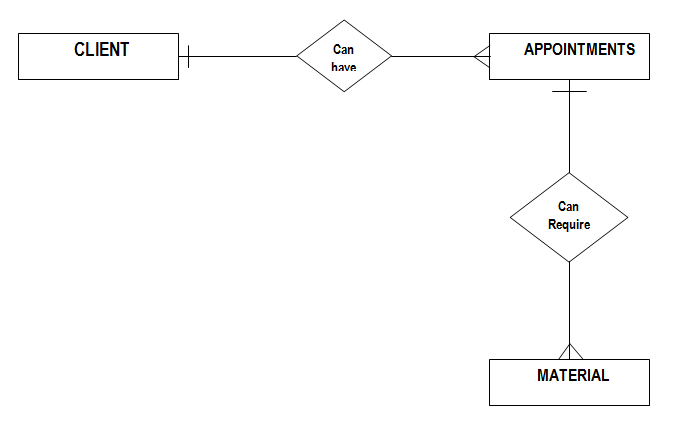 CLIENT
Can
have
APPOINTMENTS
Can
Require
MATERIAL